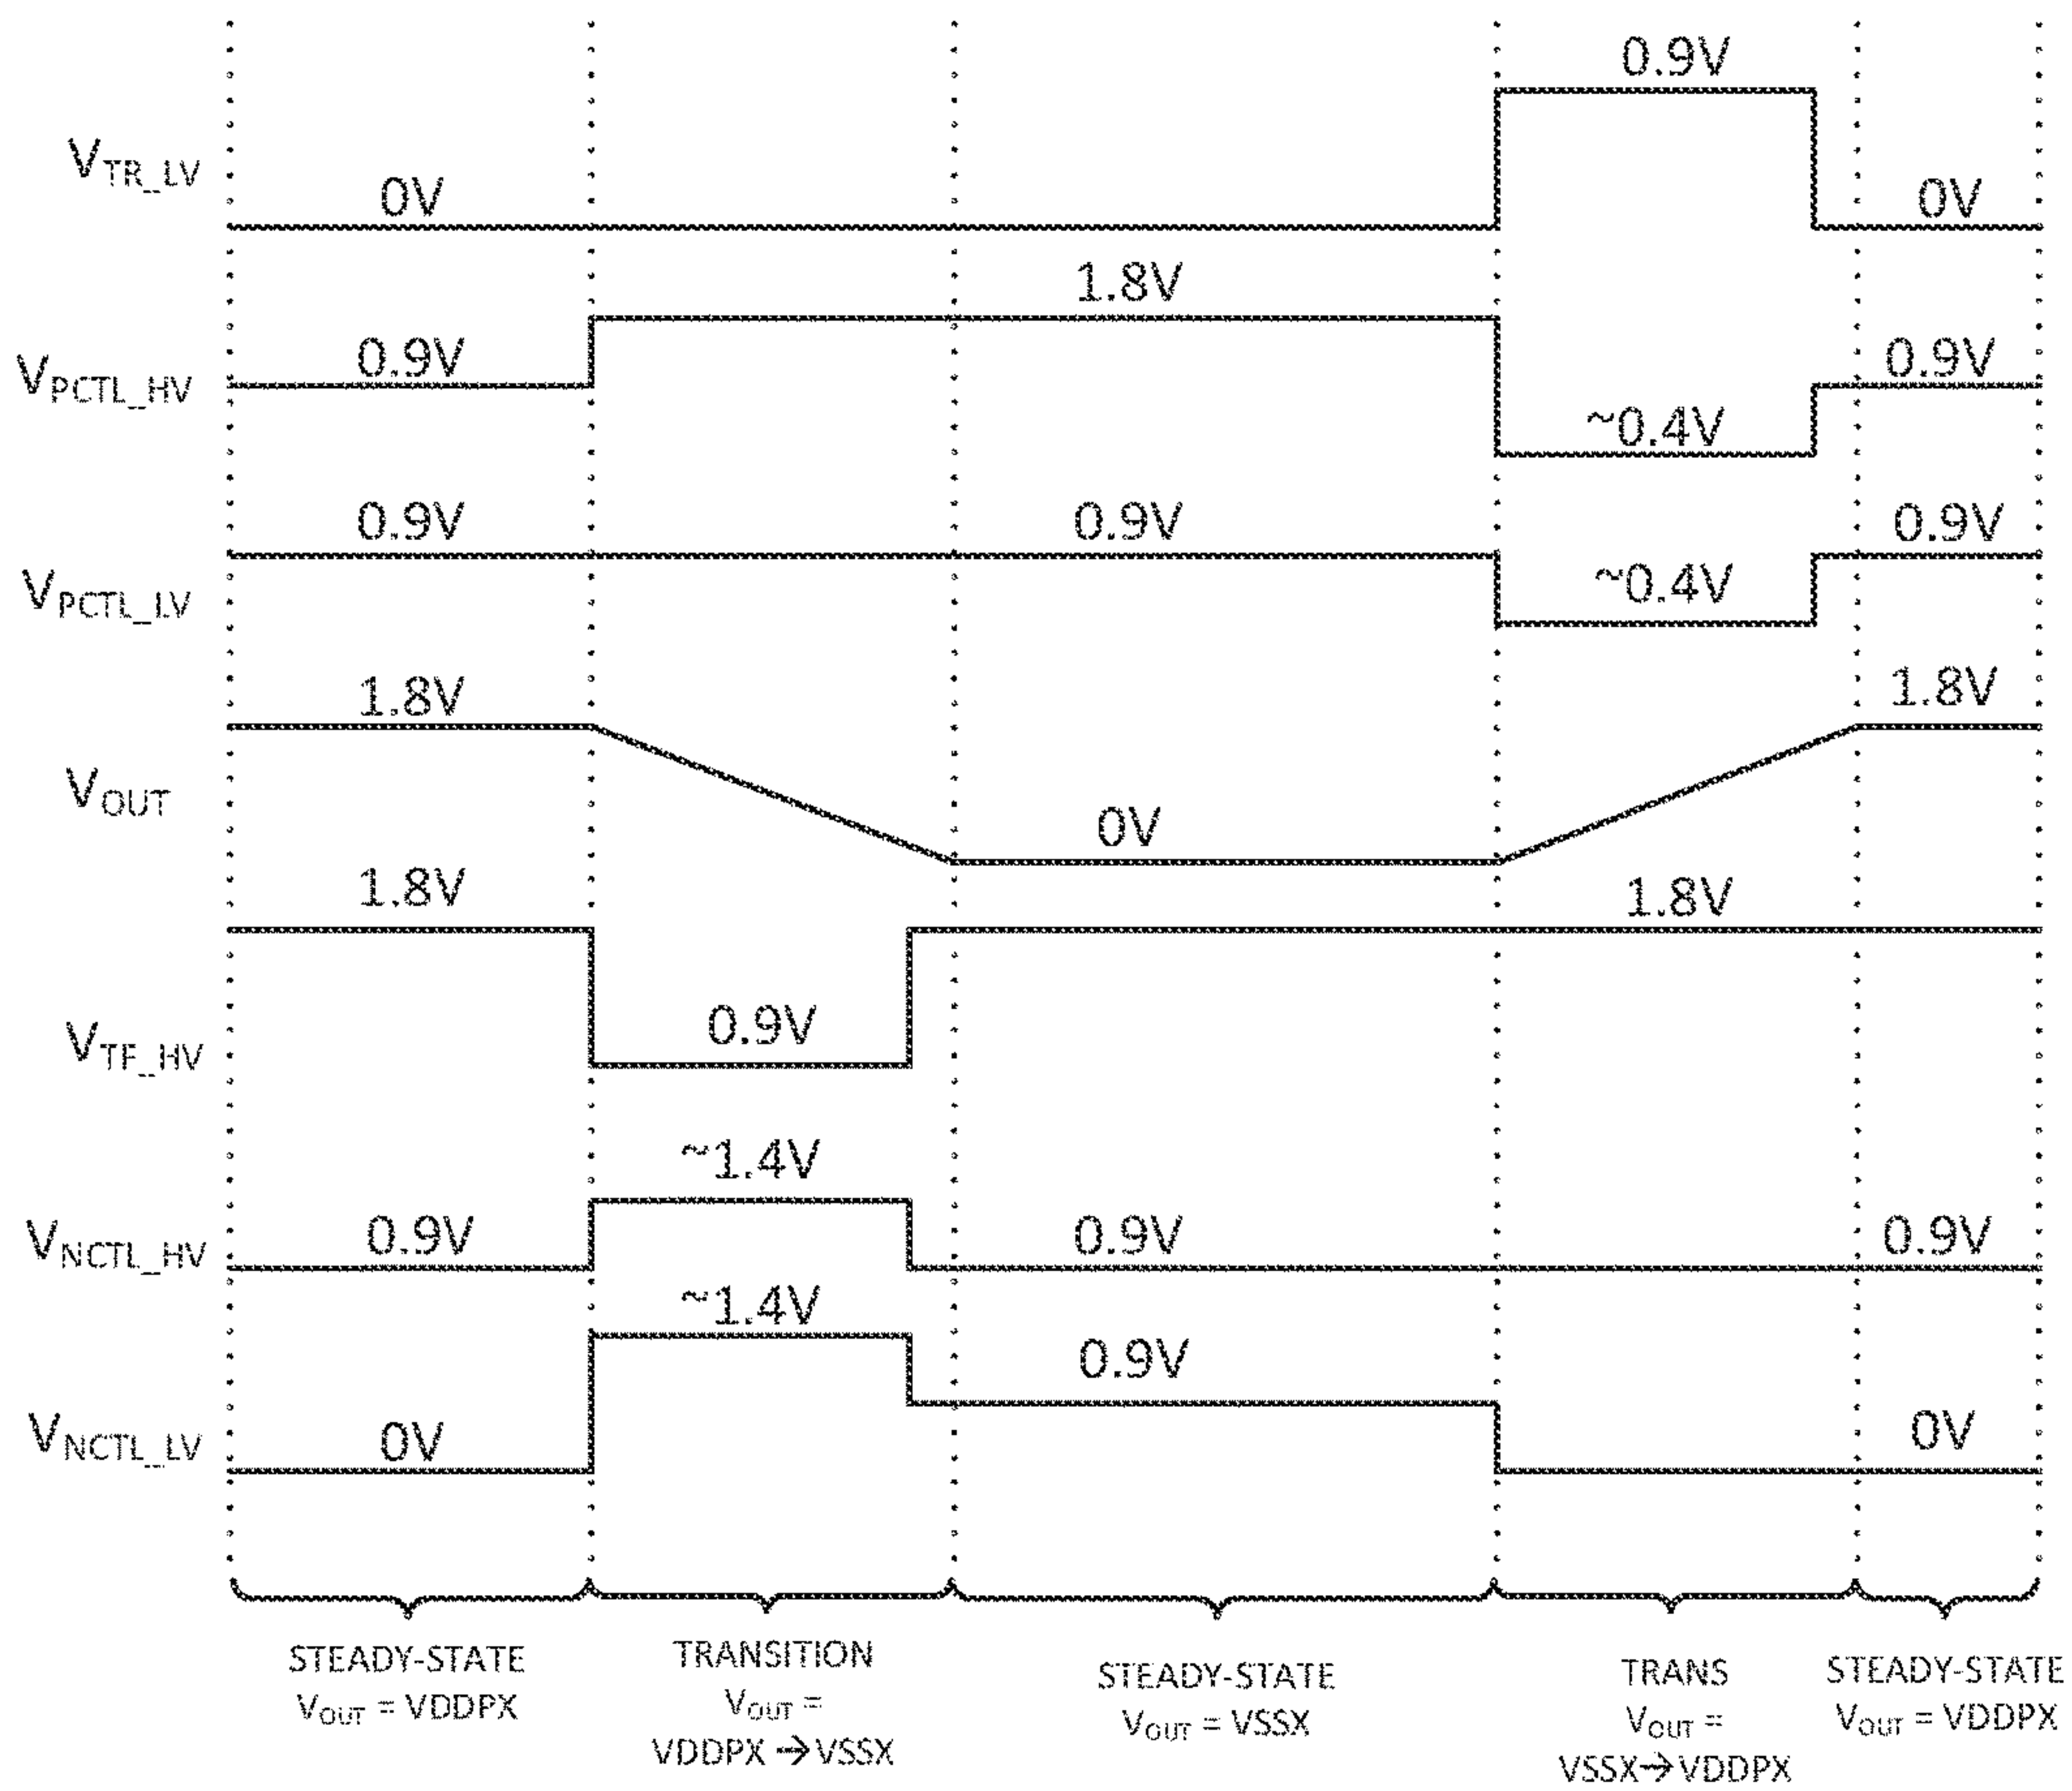 0.9V
V_TR_LV
0V
0V
1.8V
V_PCTL_HV
0.9V
0.9V
~0.4V
V_PCTL_LV
0.9V
0.9V
0.9V
~0.4V
1.8V
1.8V
V_OUT
0V
1.8V
1.8V
V_TF_HV
0.9V
~1.4V
V_NCTL_HV
0.9V
0.9V
0.9V
~1.4V
0.9V
V_NCTL_LV
0V
0V
STEADY-STATE
V_OUT = VDDPX
TRANSITION
V_OUT =
VDDPX → VSSX
STEADY-STATE
V_OUT = VSSX
TRANS
V_OUT =
VSSX → VDDPX
STEADY-STATE
V_OUT = VDDPX